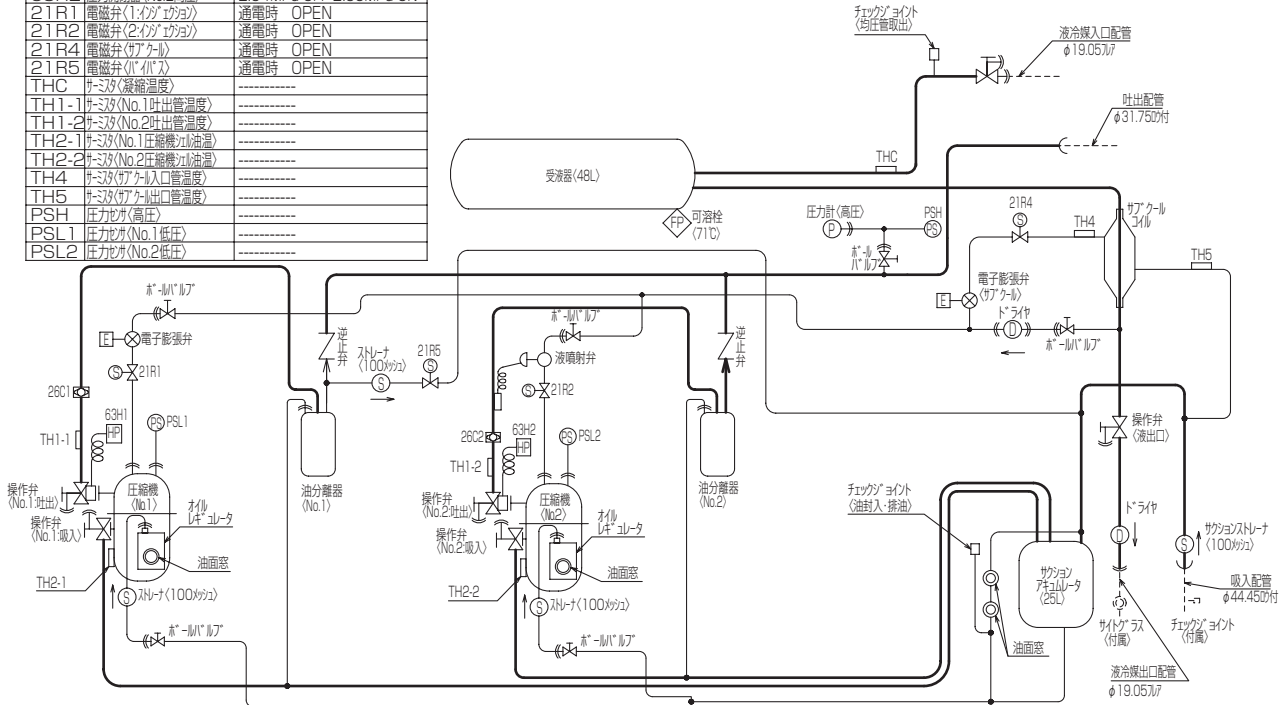 21R1 電磁弁〈1:インジェクション〉 通電時 OPEN
21R2 電磁弁〈2:インジェクション〉 通電時 OPEN
21R4 電磁弁〈サブクール〉 通電時 OPEN
21R5 電磁弁〈バイパス〉 通電時 OPEN
THC サーミスタ〈凝縮温度〉 -----------
TH1-1 サーミスタ〈No.1吐出管温度〉 -----------
TH1-2 サーミスタ〈No.2吐出管温度〉 -----------
TH2-1 サーミスタ〈No.1圧縮機シェル油温〉 -----------
TH2-2 サーミスタ〈No.2圧縮機シェル油温〉 -----------
TH4 サーミスタ〈サブクール入口管温度〉 -----------
TH5 サーミスタ〈サブクール出口管温度〉 -----------
PSH 圧力センサ〈高圧〉 -----------
PSL1 圧力センサ〈No.1低圧〉 -----------
PSL2 圧力センサ〈No.2低圧〉 -----------
チェックジョイント
〈均圧管取出〉
液冷媒入口配管
φ19.05フレア
吐出配管
φ31.75ロウ付
受液器〈48L〉
THC
FP
可溶栓
〈71℃〉
圧力計〈高圧〉
P
PSH
PS
ボール
バルブ
21R4
S
TH4
サブクール
コイル
TH5
電子膨張弁
〈サブクール〉
E
ドライヤ
D
ボールバルブ
ボールバルブ
E
電子膨張弁
S
21R1
26C1
63H1
HP
TH1-1
PS
PSL1
逆止弁
ストレーナ
〈100メッシュ〉
S
21R5
S
ボールバルブ
液噴射弁
S
21R2
26C2
63H2
HP
TH1-2
PS
PSL2
逆止弁
操作弁
〈No.1:吐出〉
操作弁
〈No.1:吸入〉
圧縮機
〈No.1〉
オイル
レギュレータ
油面窓
TH2-1
S
ストレーナ〈100メッシュ〉
ボールバルブ
油分離器
〈No.1〉
操作弁
〈No.2:吐出〉
操作弁
〈No.2:吸入〉
圧縮機
〈No.2〉
オイル
レギュレータ
油面窓
TH2-2
S
ストレーナ〈100メッシュ〉
ボールバルブ
油分離器
〈No.2〉
チェックジョイント
〈油封入・排油〉
油面窓
サクション
アキュムレータ
〈25L〉
操作弁
〈液出口〉
ドライヤ
D
サイトグラス
〈付属〉
液冷媒出口配管
φ19.05フレア
S
サクションストレーナ
〈100メッシュ〉
吸入配管
φ44.45ロウ付
チェックジョイント
〈付属〉